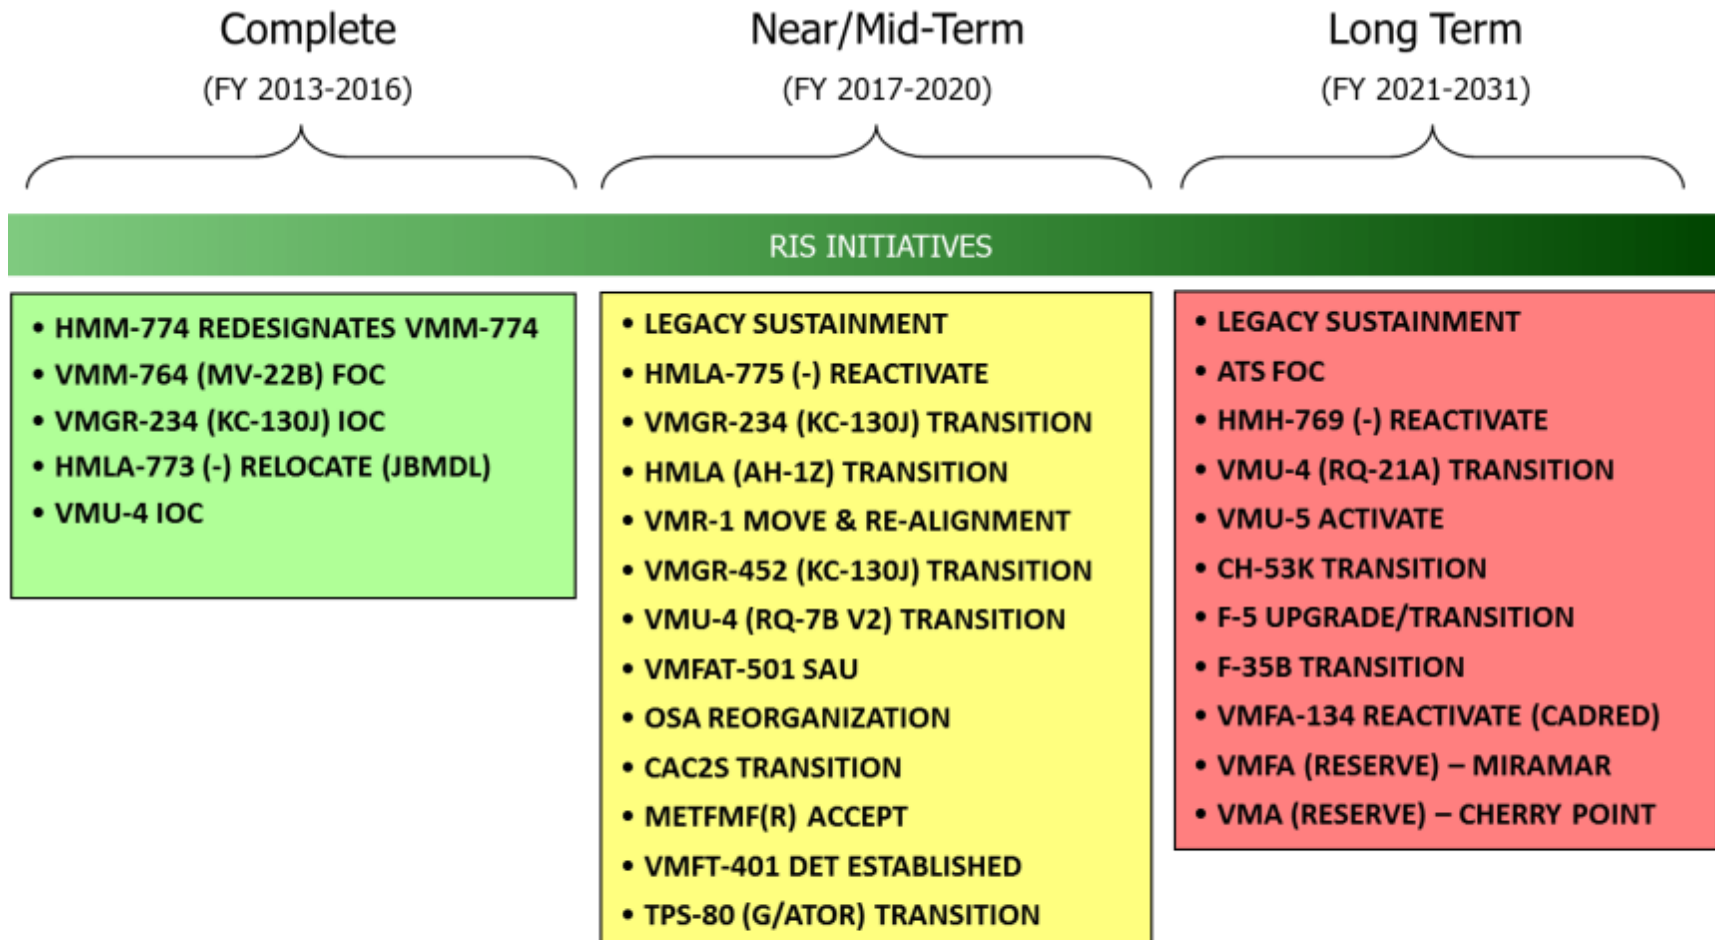 Complete
(FY 2013-2016)
Near/Mid-Term
(FY 2017-2020)
Long Term
(FY 2021-2031)
RIS INITIATIVES
• HMM-774 REDESIGNATES VMM-774
• VMM-764 (MV-22B) FOC
• VMGR-234 (KC-130J) IOC
• HMLA-773 (-) RELOCATE (JBMDL)
• VMU-4 IOC
• LEGACY SUSTAINMENT
• HMLA-775 (-) REACTIVATE
• VMGR-234 (KC-130J) TRANSITION
• HMLA (AH-1Z) TRANSITION
• VMR-1 MOVE & RE-ALIGNMENT
• VMGR-452 (KC-130J) TRANSITION
• VMU-4 (RQ-7B V2) TRANSITION
• VMFAT-501 SAU
• OSA REORGANIZATION
• CAC2S TRANSITION
• METFMF(R) ACCEPT
• VMFT-401 DET ESTABLISHED
• TPS-80 (G/ATOR) TRANSITION
• LEGACY SUSTAINMENT
• ATS FOC
• HMH-769 (-) REACTIVATE
• VMU-4 (RQ-21A) TRANSITION
• VMU-5 ACTIVATE
• CH-53K TRANSITION
• F-5 UPGRADE/TRANSITION
• F-35B TRANSITION
• VMFA-134 REACTIVATE (CADRED)
• VMFA (RESERVE) – MIRAMAR
• VMA (RESERVE) – CHERRY POINT